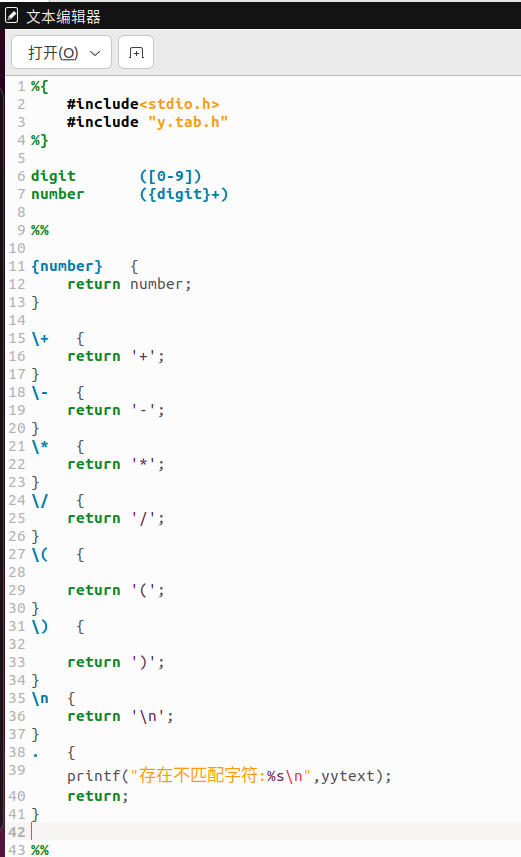 文本编辑器
打开(O)
1 %{
2     #include<stdio.h>
3     #include "y.tab.h"
4 %}
5
6 digit       ([0-9])
7 number      ({digit}+)
8
9 %%
10
11 {number}   {
12     return number;
13 }
14
15 \+   {
16     return '+';
17 }
18 \-   {
19     return '-';
20 }
21 \*   {
22     return '*';
23 }
24 \/   {
25     return '/';
26 }
27 \(   {
28
29     return '(';
30 }
31 \)   {
32
33     return ')';
34 }
35 \n  {
36     return '\n';
37 }
38 .   {
39     printf("存在不匹配字符:%s\n",yytext);
40     return;
41 }
42
43 %%